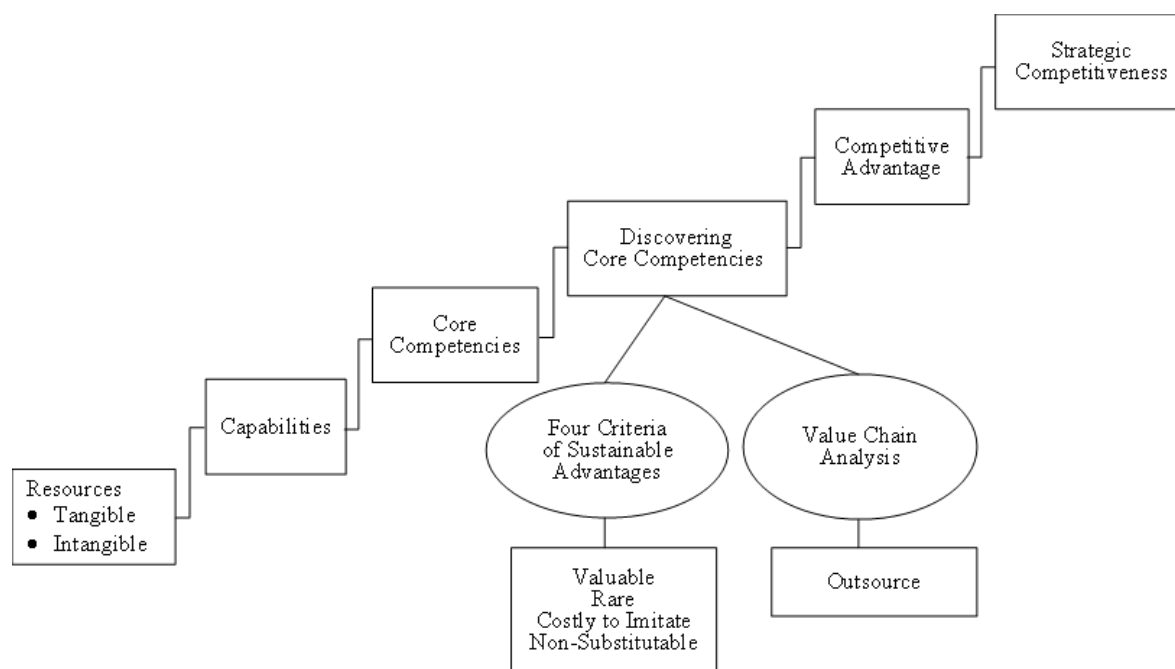 Strategic
Competitiveness
Competitive
Advantage
Discovering
Core Competencies
Core
Competencies
Capabilities
Resources
• Tangible
• Intangible
Four Criteria
of Sustainable
Advantages
Value Chain
Analysis
Valuable
Rare
Costly to Imitate
Non-Substitutable
Outsource